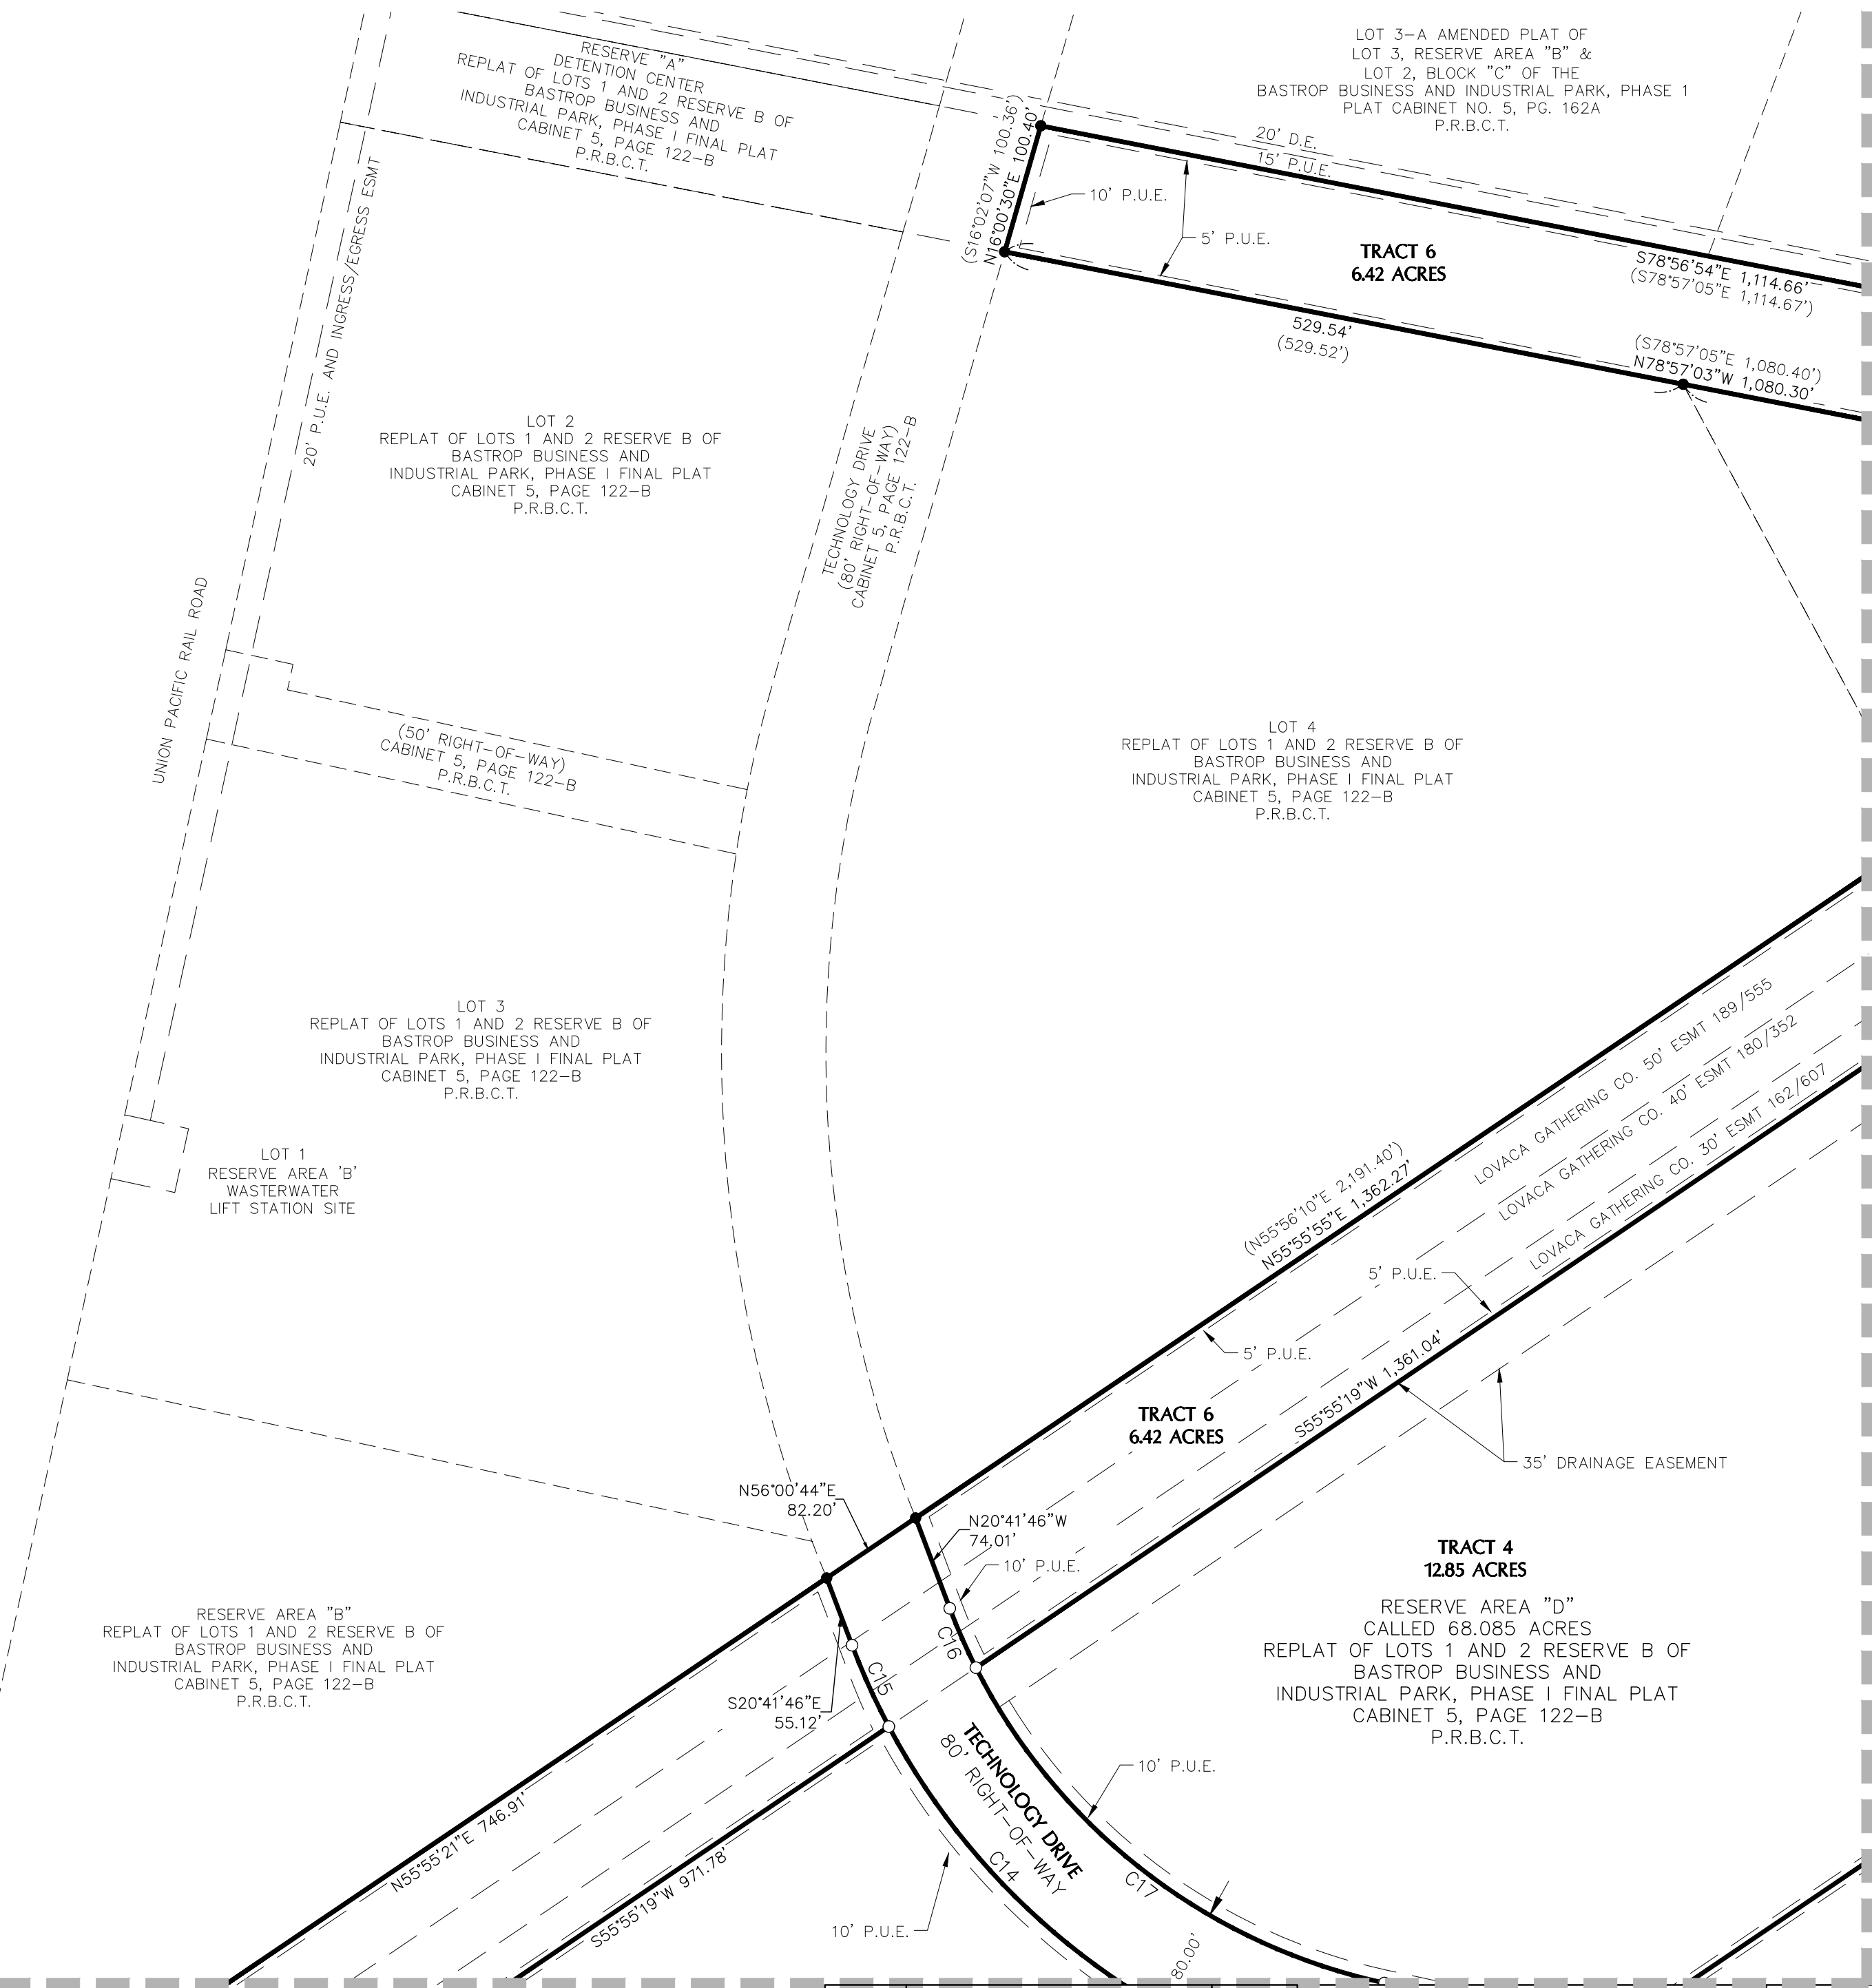 RESERVE "A"
DETENTION CENTER
REPLAT OF LOTS 1 AND 2 RESERVE B OF
BASTROP BUSINESS AND
INDUSTRIAL PARK, PHASE I FINAL PLAT
CABINET 5, PAGE 122-B
P.R.B.C.T.
LOT 3-A AMENDED PLAT OF
LOT 3, RESERVE AREA "B" &
LOT 2, BLOCK "C" OF THE
BASTROP BUSINESS AND INDUSTRIAL PARK, PHASE 1
PLAT CABINET NO. 5, PG. 162A
P.R.B.C.T.
20' D.E.
15' P.U.E.
(S16°02'07"W 100.36')
N16°00'30"E 100.40'
10' P.U.E.
5' P.U.E.
TRACT 6
6.42 ACRES
S78°56'54"E 1,114.66'
(S78°57'05"E 1,114.67')
529.54'
(529.52')
(S78°57'05"E 1,080.40')
N78°57'03"W 1,080.30'
20' P.U.E. AND INGRESS/EGRESS ESMT
LOT 2
REPLAT OF LOTS 1 AND 2 RESERVE B OF
BASTROP BUSINESS AND
INDUSTRIAL PARK, PHASE I FINAL PLAT
CABINET 5, PAGE 122-B
P.R.B.C.T.
TECHNOLOGY DRIVE
(80' RIGHT-OF-WAY)
CABINET 5, PAGE 122-B
P.R.B.C.T.
UNION PACIFIC RAIL ROAD
(50' RIGHT-OF-WAY)
CABINET 5, PAGE 122-B
P.R.B.C.T.
LOT 4
REPLAT OF LOTS 1 AND 2 RESERVE B OF
BASTROP BUSINESS AND
INDUSTRIAL PARK, PHASE I FINAL PLAT
CABINET 5, PAGE 122-B
P.R.B.C.T.
LOT 3
REPLAT OF LOTS 1 AND 2 RESERVE B OF
BASTROP BUSINESS AND
INDUSTRIAL PARK, PHASE I FINAL PLAT
CABINET 5, PAGE 122-B
P.R.B.C.T.
LOT 1
RESERVE AREA 'B'
WASTERWATER
LIFT STATION SITE
LOVACA GATHERING CO. 50' ESMT 189/555
LOVACA GATHERING CO. 40' ESMT 180/352
LOVACA GATHERING CO. 30' ESMT 162/607
(N55°56'10"E 2,191.40')
N55°55'55"E 1,362.27'
5' P.U.E.
5' P.U.E.
S55°55'19"W 1,361.04'
TRACT 6
6.42 ACRES
35' DRAINAGE EASEMENT
N56°00'44"E
82.20'
N20°41'46"W
74.01'
10' P.U.E.
TRACT 4
12.85 ACRES
RESERVE AREA "D"
CALLED 68.085 ACRES
REPLAT OF LOTS 1 AND 2 RESERVE B OF
BASTROP BUSINESS AND
INDUSTRIAL PARK, PHASE I FINAL PLAT
CABINET 5, PAGE 122-B
P.R.B.C.T.
RESERVE AREA "B"
REPLAT OF LOTS 1 AND 2 RESERVE B OF
BASTROP BUSINESS AND
INDUSTRIAL PARK, PHASE I FINAL PLAT
CABINET 5, PAGE 122-B
P.R.B.C.T.
C16
C15
S20°41'46"E
55.12'
TECHNOLOGY DRIVE
80' RIGHT-OF-WAY
10' P.U.E.
N55°55'21"E 746.91'
S55°55'19"W 971.78'
C14
C17
10' P.U.E.
80.00'